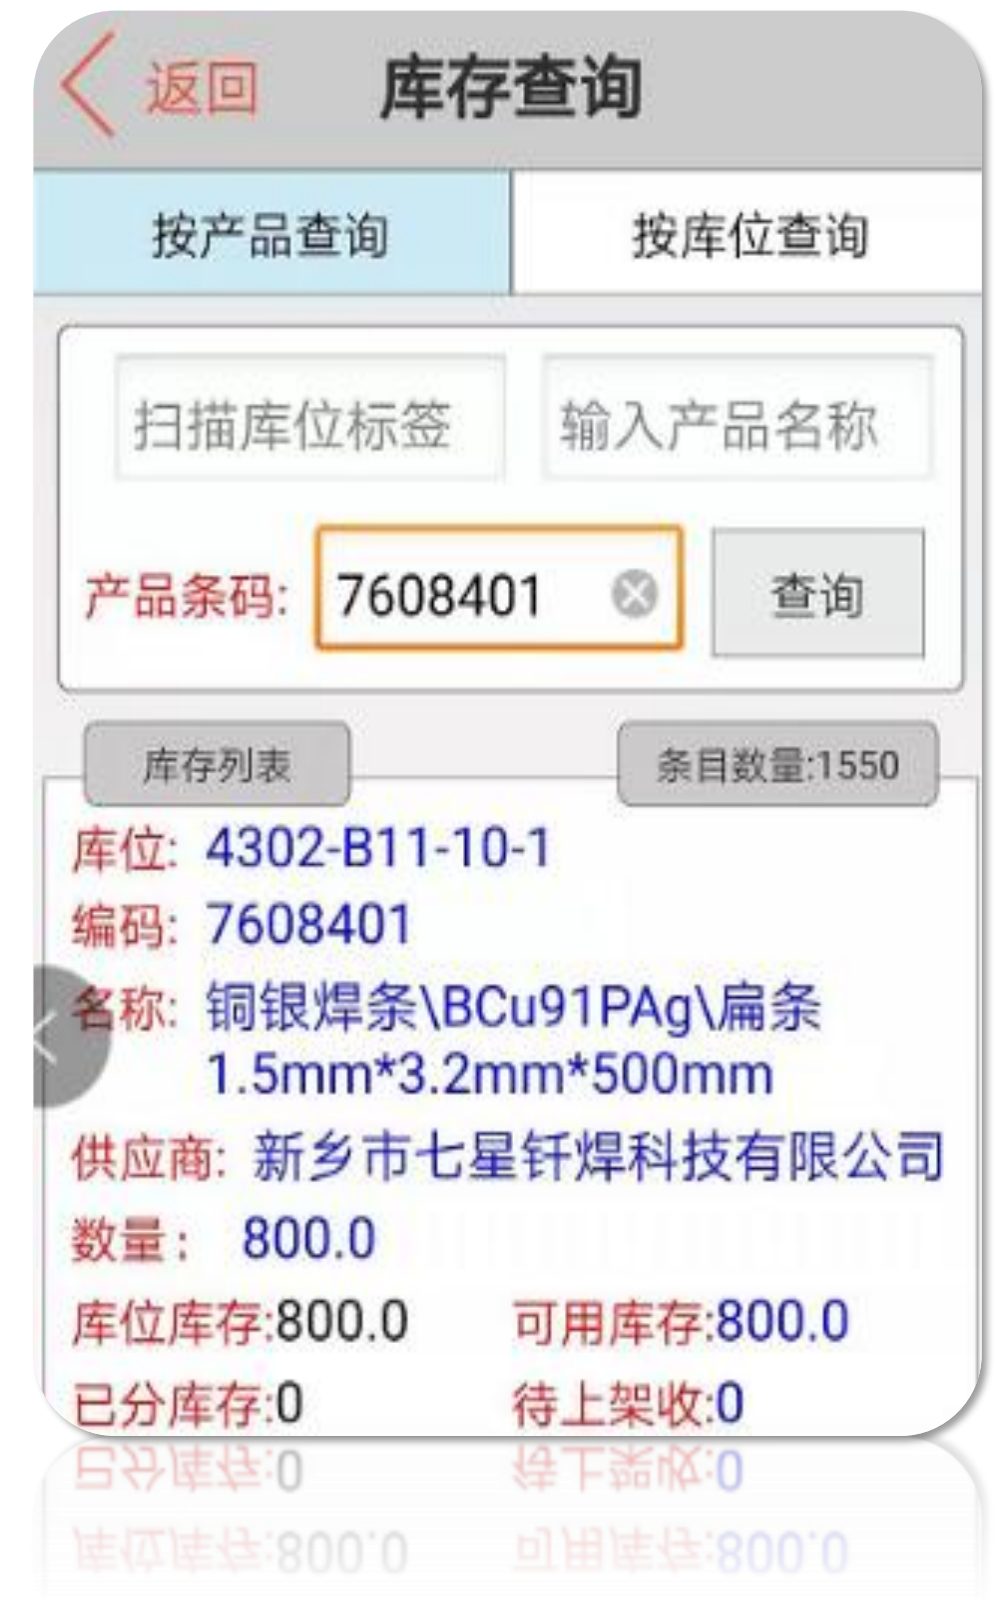 返回 库存查询
按产品查询 按库位查询
扫描库位标签 输入产品名称
产品条码: 7608401 查询
库存列表 条目数量:1550
库位: 4302-B11-10-1
编码: 7608401
名称: 铜银焊条\BCu91PAg\扁条
1.5mm*3.2mm*500mm
供应商: 新乡市七星钎焊科技有限公司
数量: 800.0
库位库存:800.0 可用库存:800.0
已分库存:0 待上架收:0